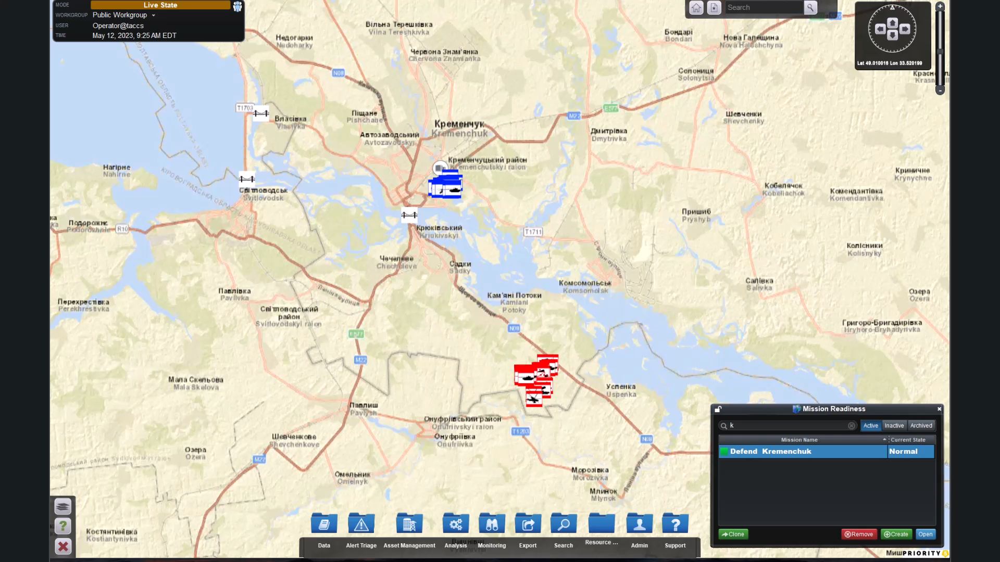 MODE
Live State
WORKGROUP
Public Workgroup
USER
Operator@taccs
TIME
May 12, 2023, 9:25 AM EDT
Search
Lat 49.010016 Lon 33.520199
Вільна Терешківка
Vilna Tereshkivka
Недогарки
Nedoharky
Червона Знам'янка
Chervona Znamianka
Бондарі
Bondari
Нова Галещина
Nova Haleshchyna
Солониця
Solonytsia
N08
T1703
Власівка
Vlasivka
Піщане
Pishchane
Автозаводський
Avtozavodskyi
Кременчук
Kremenchuk
M22
E577
Дмитрівка
Dmytrivka
Шевченки
Shevchenky
Нагірне
Nahirne
Кременчуцький район
Kremenchutskyi raion
Криничне
Krynychne
Світловодськ
Svitlovodsk
Кобелячок
Kobeliachok
Комендантівка
Komendantivka
Пришиб
Pryshyb
Подорожнє
Podorozhnie
R10
Крюківський
Kriukivskyi
T1711
Колісники
Kolisnyky
Чечелеве
Checheleve
Садки
Sadky
Павлівка
Pavlivka
Комсомольськ
Komsomolsk
Салівка
Salivka
Озера
Ozera
Перехрестівка
Perekhrestivka
Світловодський
район
Svitlovodskyi raion
Кам'яні Потоки
Kamiani
Potoky
N08
Григоро-Бригадирівка
Hryhoro-Bryhadyrivka
E577
M22
Мала Скельова
Mala Skelova
Успенка
Uspenka
Павлиш
Pavlysh
Онуфріївський район
Onufriivskyi raion
Онуфріївка
Onufriivka
T1203
N08
Шевченкове
Shevchenkove
Озера
Ozera
M22
Омельник
Omelnyk
Морозівка
Morozivka
Млинок
Mlynok
Костянтинівка
Kostiantynivka
Mission Readiness
k
Active
Inactive
Archived
Mission Name
Current State
Defend Kremenchuk
Normal
Clone
Remove
Create
Open
Data
Alert Triage
Asset Management
Analysis
Monitoring
Export
Search
Resource ...
Admin
Support
PRIORITY 5